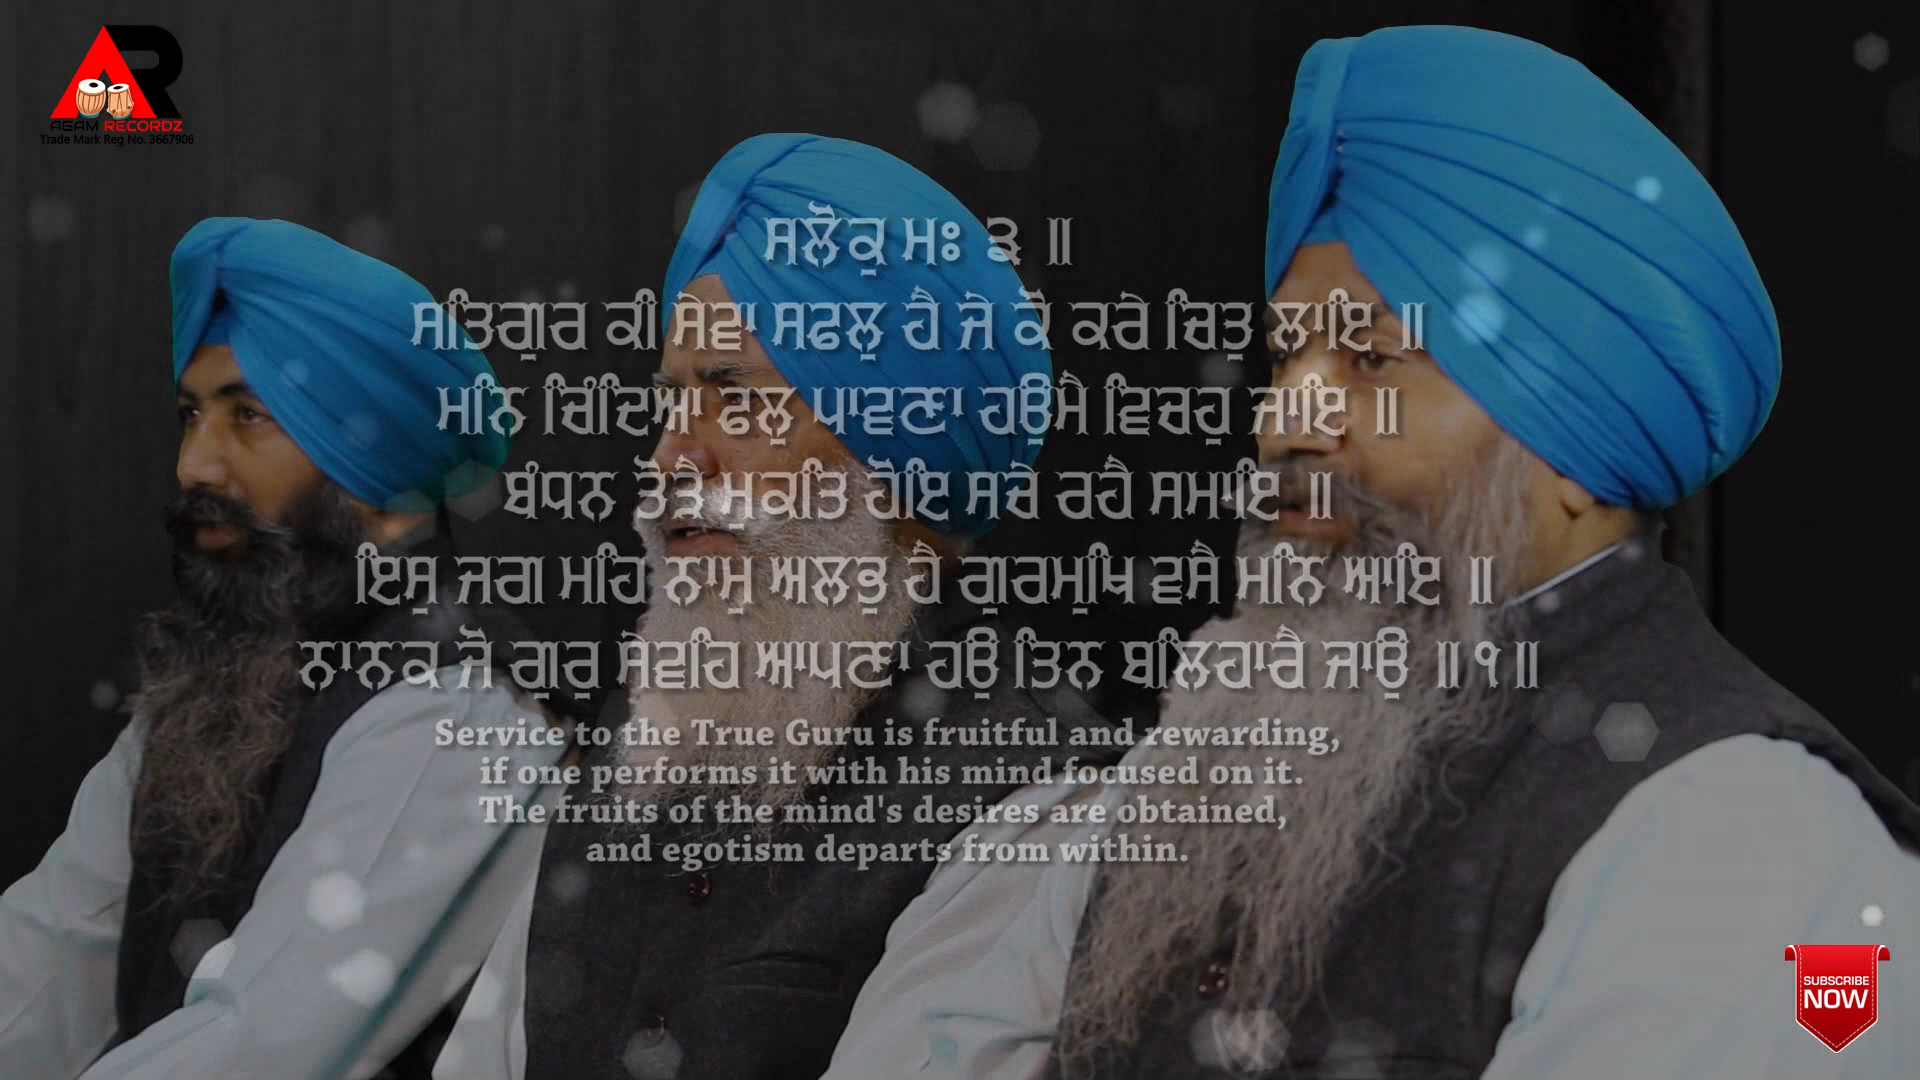 AGAM RECORDZ
Trade Mark Reg No. 3667906
ਸਲੋਕੁ ਮਃ ੩ ॥
ਸਤਿਗੁਰ ਕੀ ਸੇਵਾ ਸਫਲੁ ਹੈ ਜੇ ਕੋ ਕਰੇ ਚਿਤੁ ਲਾਇ ॥
ਮਨਿ ਚਿੰਦਿਆ ਫਲੁ ਪਾਵਣਾ ਹਉਮੈ ਵਿਚਹੁ ਜਾਇ ॥
ਬੰਧਨ ਤੋੜੈ ਮੁਕਤਿ ਹੋਇ ਸਚੇ ਰਹੈ ਸਮਾਇ ॥
ਇਸੁ ਜਗ ਮਹਿ ਨਾਮੁ ਅਲਭੁ ਹੈ ਗੁਰਮੁਖਿ ਵਸੈ ਮਨਿ ਆਇ ॥
ਨਾਨਕ ਜੋ ਗੁਰੁ ਸੇਵਹਿ ਆਪਣਾ ਹਉ ਤਿਨ ਬਲਿਹਾਰੈ ਜਾਉ ॥੧॥
Service to the True Guru is fruitful and rewarding,
if one performs it with his mind focused on it.
The fruits of the mind's desires are obtained,
and egotism departs from within.
SUBSCRIBE
NOW